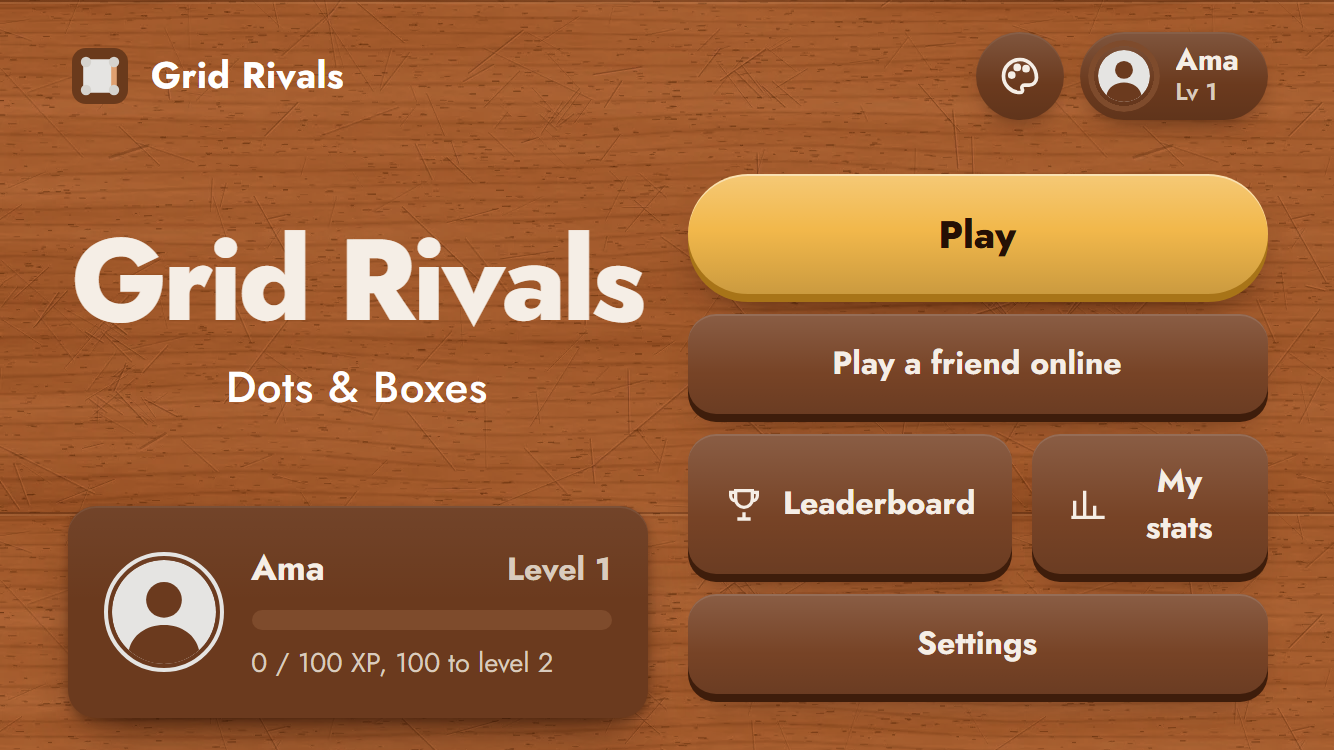 Grid Rivals
Ama
Lv 1
Grid Rivals
Dots & Boxes
Ama
Level 1
0 / 100 XP, 100 to level 2
Play
Play a friend online
Leaderboard
My
stats
Settings